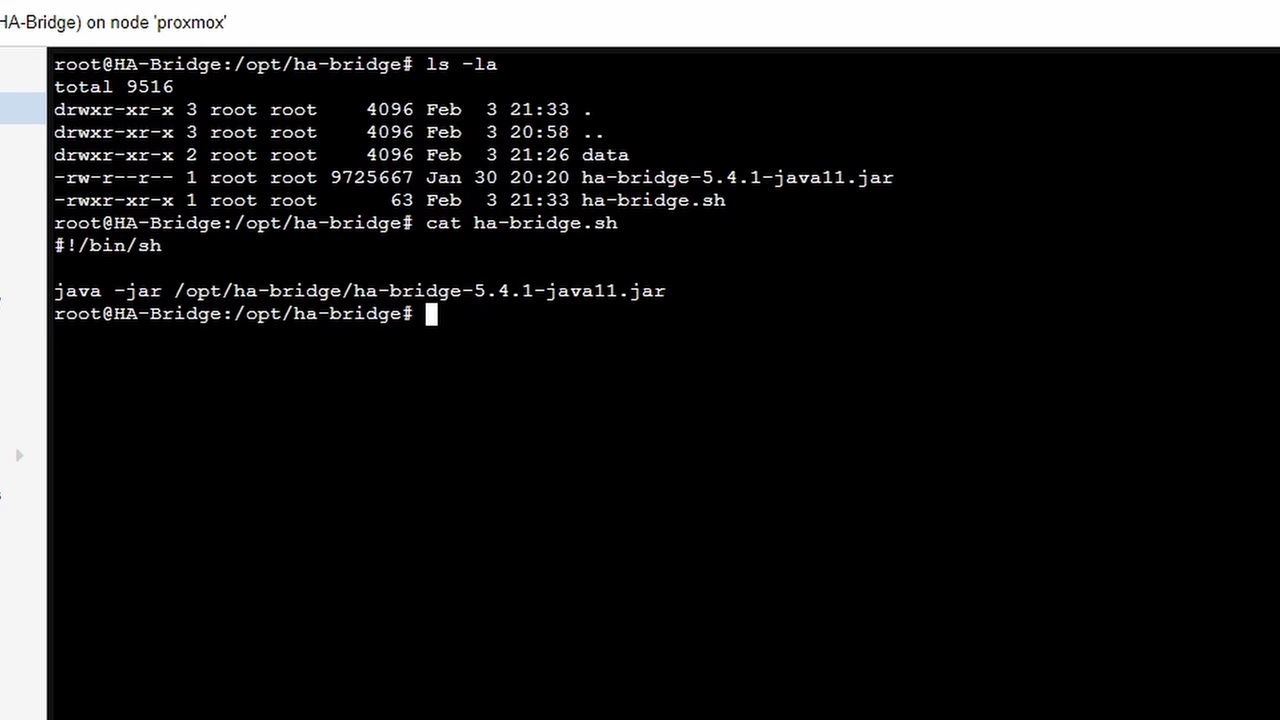 HA-Bridge) on node 'proxmox'
root@HA-Bridge:/opt/ha-bridge# ls -la
total 9516
drwxr-xr-x 3 root root    4096 Feb  3 21:33 .
drwxr-xr-x 3 root root    4096 Feb  3 20:58 ..
drwxr-xr-x 2 root root    4096 Feb  3 21:26 data
-rw-r--r-- 1 root root 9725667 Jan 30 20:20 ha-bridge-5.4.1-java11.jar
-rwxr-xr-x 1 root root      63 Feb  3 21:33 ha-bridge.sh
root@HA-Bridge:/opt/ha-bridge# cat ha-bridge.sh
#!/bin/sh
java -jar /opt/ha-bridge/ha-bridge-5.4.1-java11.jar
root@HA-Bridge:/opt/ha-bridge#